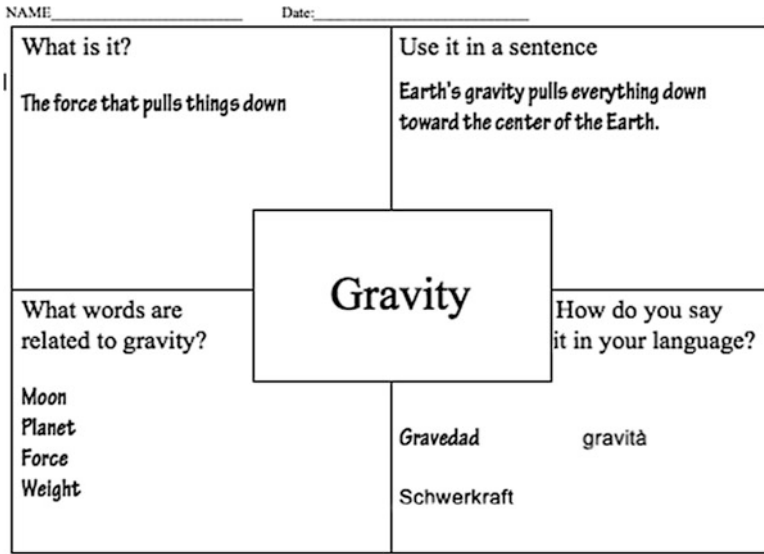 NAME________________________ Date:___________________________
What is it?
The force that pulls things down
Use it in a sentence
Earth's gravity pulls everything down
toward the center of the Earth.
Gravity
What words are
related to gravity?
Moon
Planet
Force
Weight
How do you say
it in your language?
Gravedad gravità
Schwerkraft